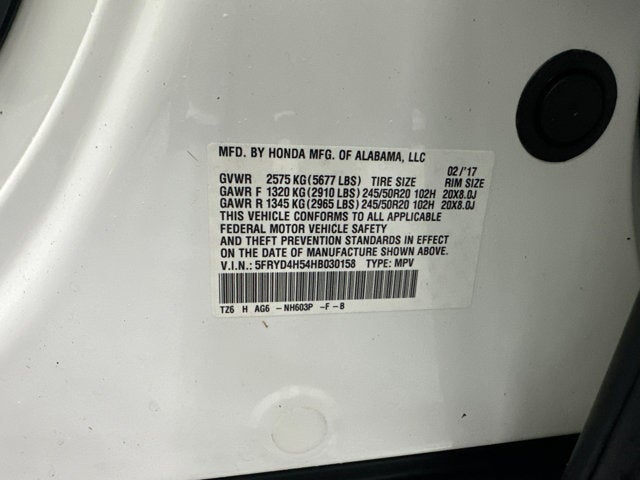 MFD. BY HONDA MFG. OF ALABAMA, LLC 02/'17
GVWR 2575 KG(5677 LBS) TIRE SIZE RIM SIZE
GAWR F 1320 KG(2910 LBS)245/50R20 102H 20X8.0J
GAWR R 1345 KG(2965 LBS)245/50R20 102H 20X8.0J
THIS VEHICLE CONFORMS TO ALL APPLICABLE
FEDERAL MOTOR VEHICLE SAFETY
AND THEFT PREVENTION STANDARDS IN EFFECT
ON THE DATE OF MANUFACTURE SHOWN ABOVE.
V.I.N.: 5FRYD4H54HB030158 TYPE: MPV
TZ6 H AG6 -NH603P -F-B